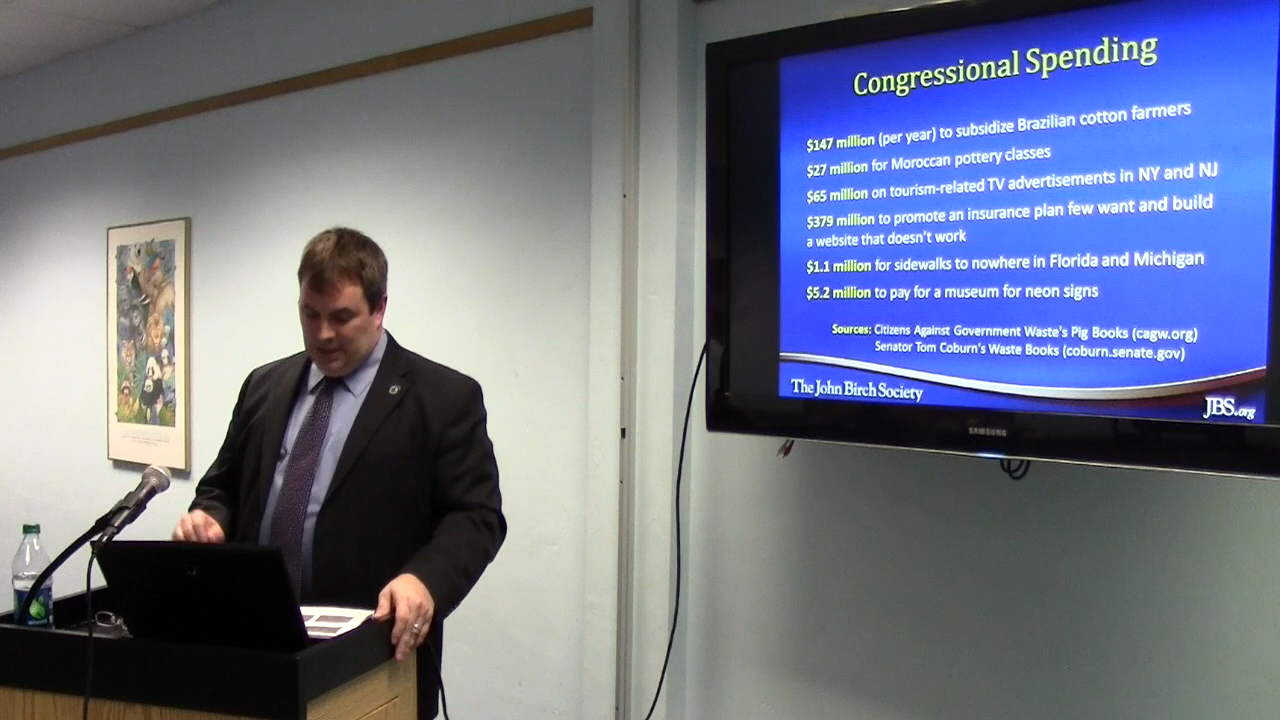 Congressional Spending
$147 million (per year) to subsidize Brazilian cotton farmers
$27 million for Moroccan pottery classes
$65 million on tourism-related TV advertisements in NY and NJ
$379 million to promote an insurance plan few want and build
a website that doesn't work
$1.1 million for sidewalks to nowhere in Florida and Michigan
$5.2 million to pay for a museum for neon signs
Sources: Citizens Against Government Waste's Pig Books (cagw.org)
Senator Tom Coburn's Waste Books (coburn.senate.gov)
The John Birch Society
JBS.org
SAMSUNG